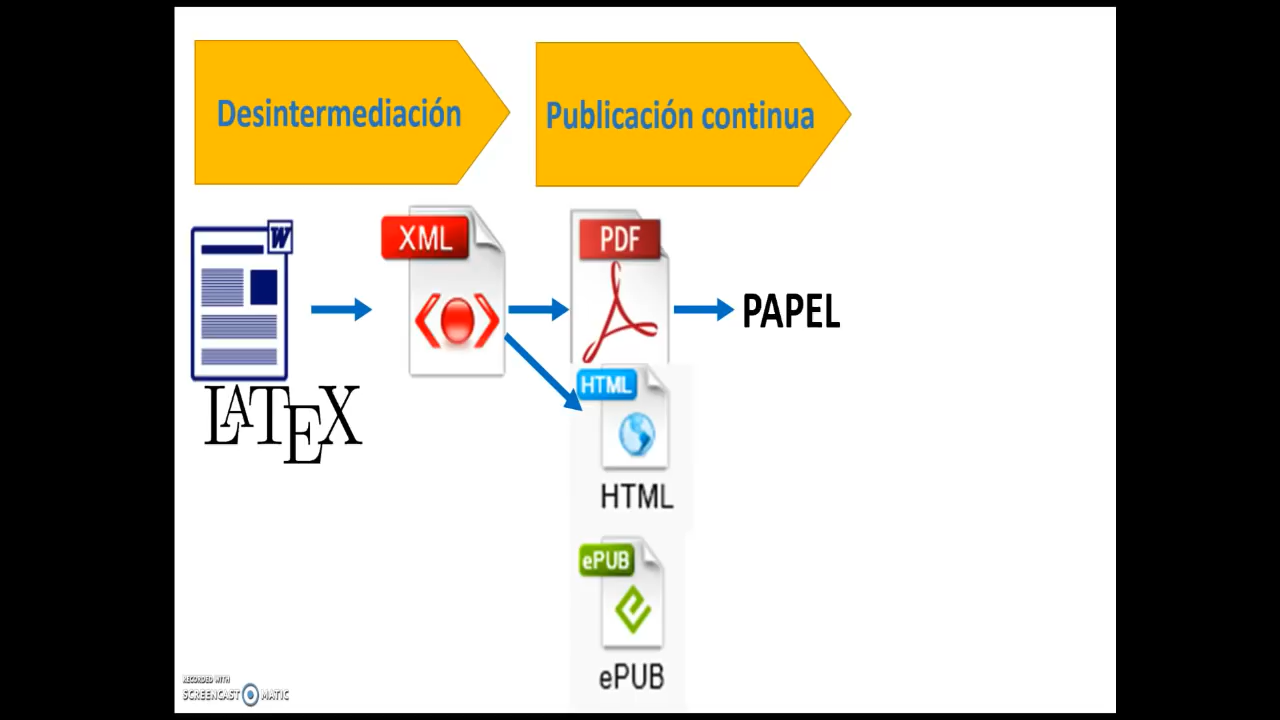 Desintermediación
Publicación continua
W
XML
PDF
PAPEL
HTML
LATEX
HTML
ePUB
ePUB
RECORDED WITH
SCREENCAST MATIC